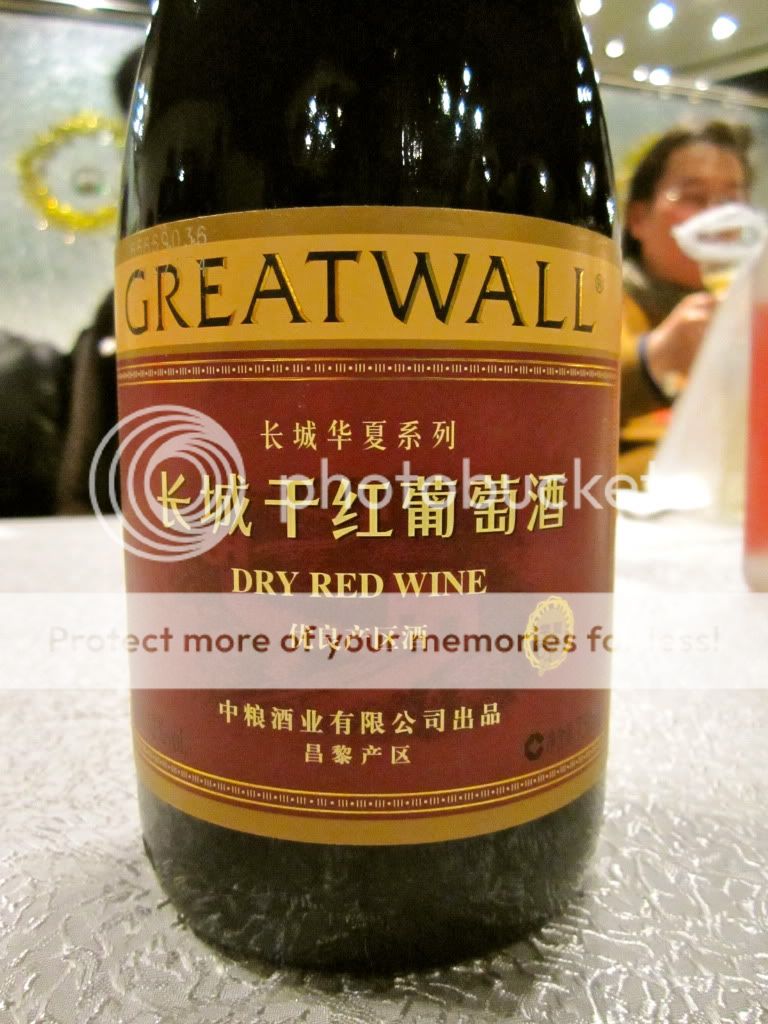 66669036
GREATWALL®
长城华夏系列
长城干红葡萄酒
photobucket
DRY RED WINE
Protect more of your memories for less!
优良产区酒
中粮酒业有限公司出品
昌黎产区